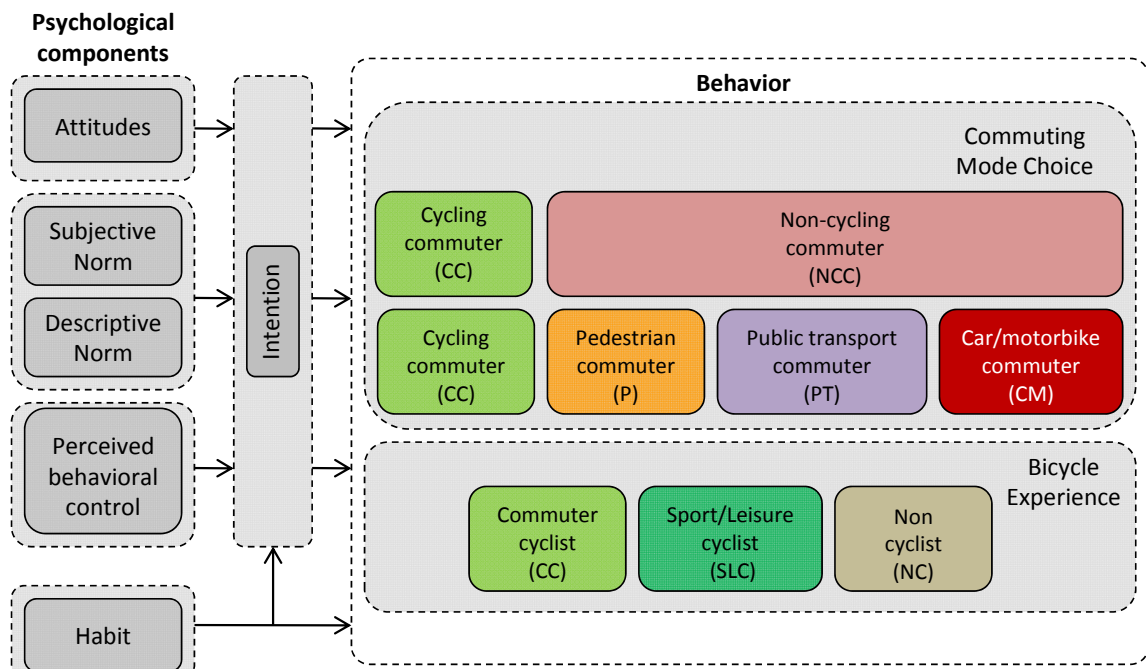 Psychological
components
Attitudes
Subjective
Norm
Descriptive
Norm
Perceived
behavioral
control
Habit
Intention
Behavior
Commuting
Mode Choice
Cycling
commuter
(CC)
Non-cycling
commuter
(NCC)
Cycling
commuter
(CC)
Pedestrian
commuter
(P)
Public transport
commuter
(PT)
Car/motorbike
commuter
(CM)
Bicycle
Experience
Commuter
cyclist
(CC)
Sport/Leisure
cyclist
(SLC)
Non
cyclist
(NC)